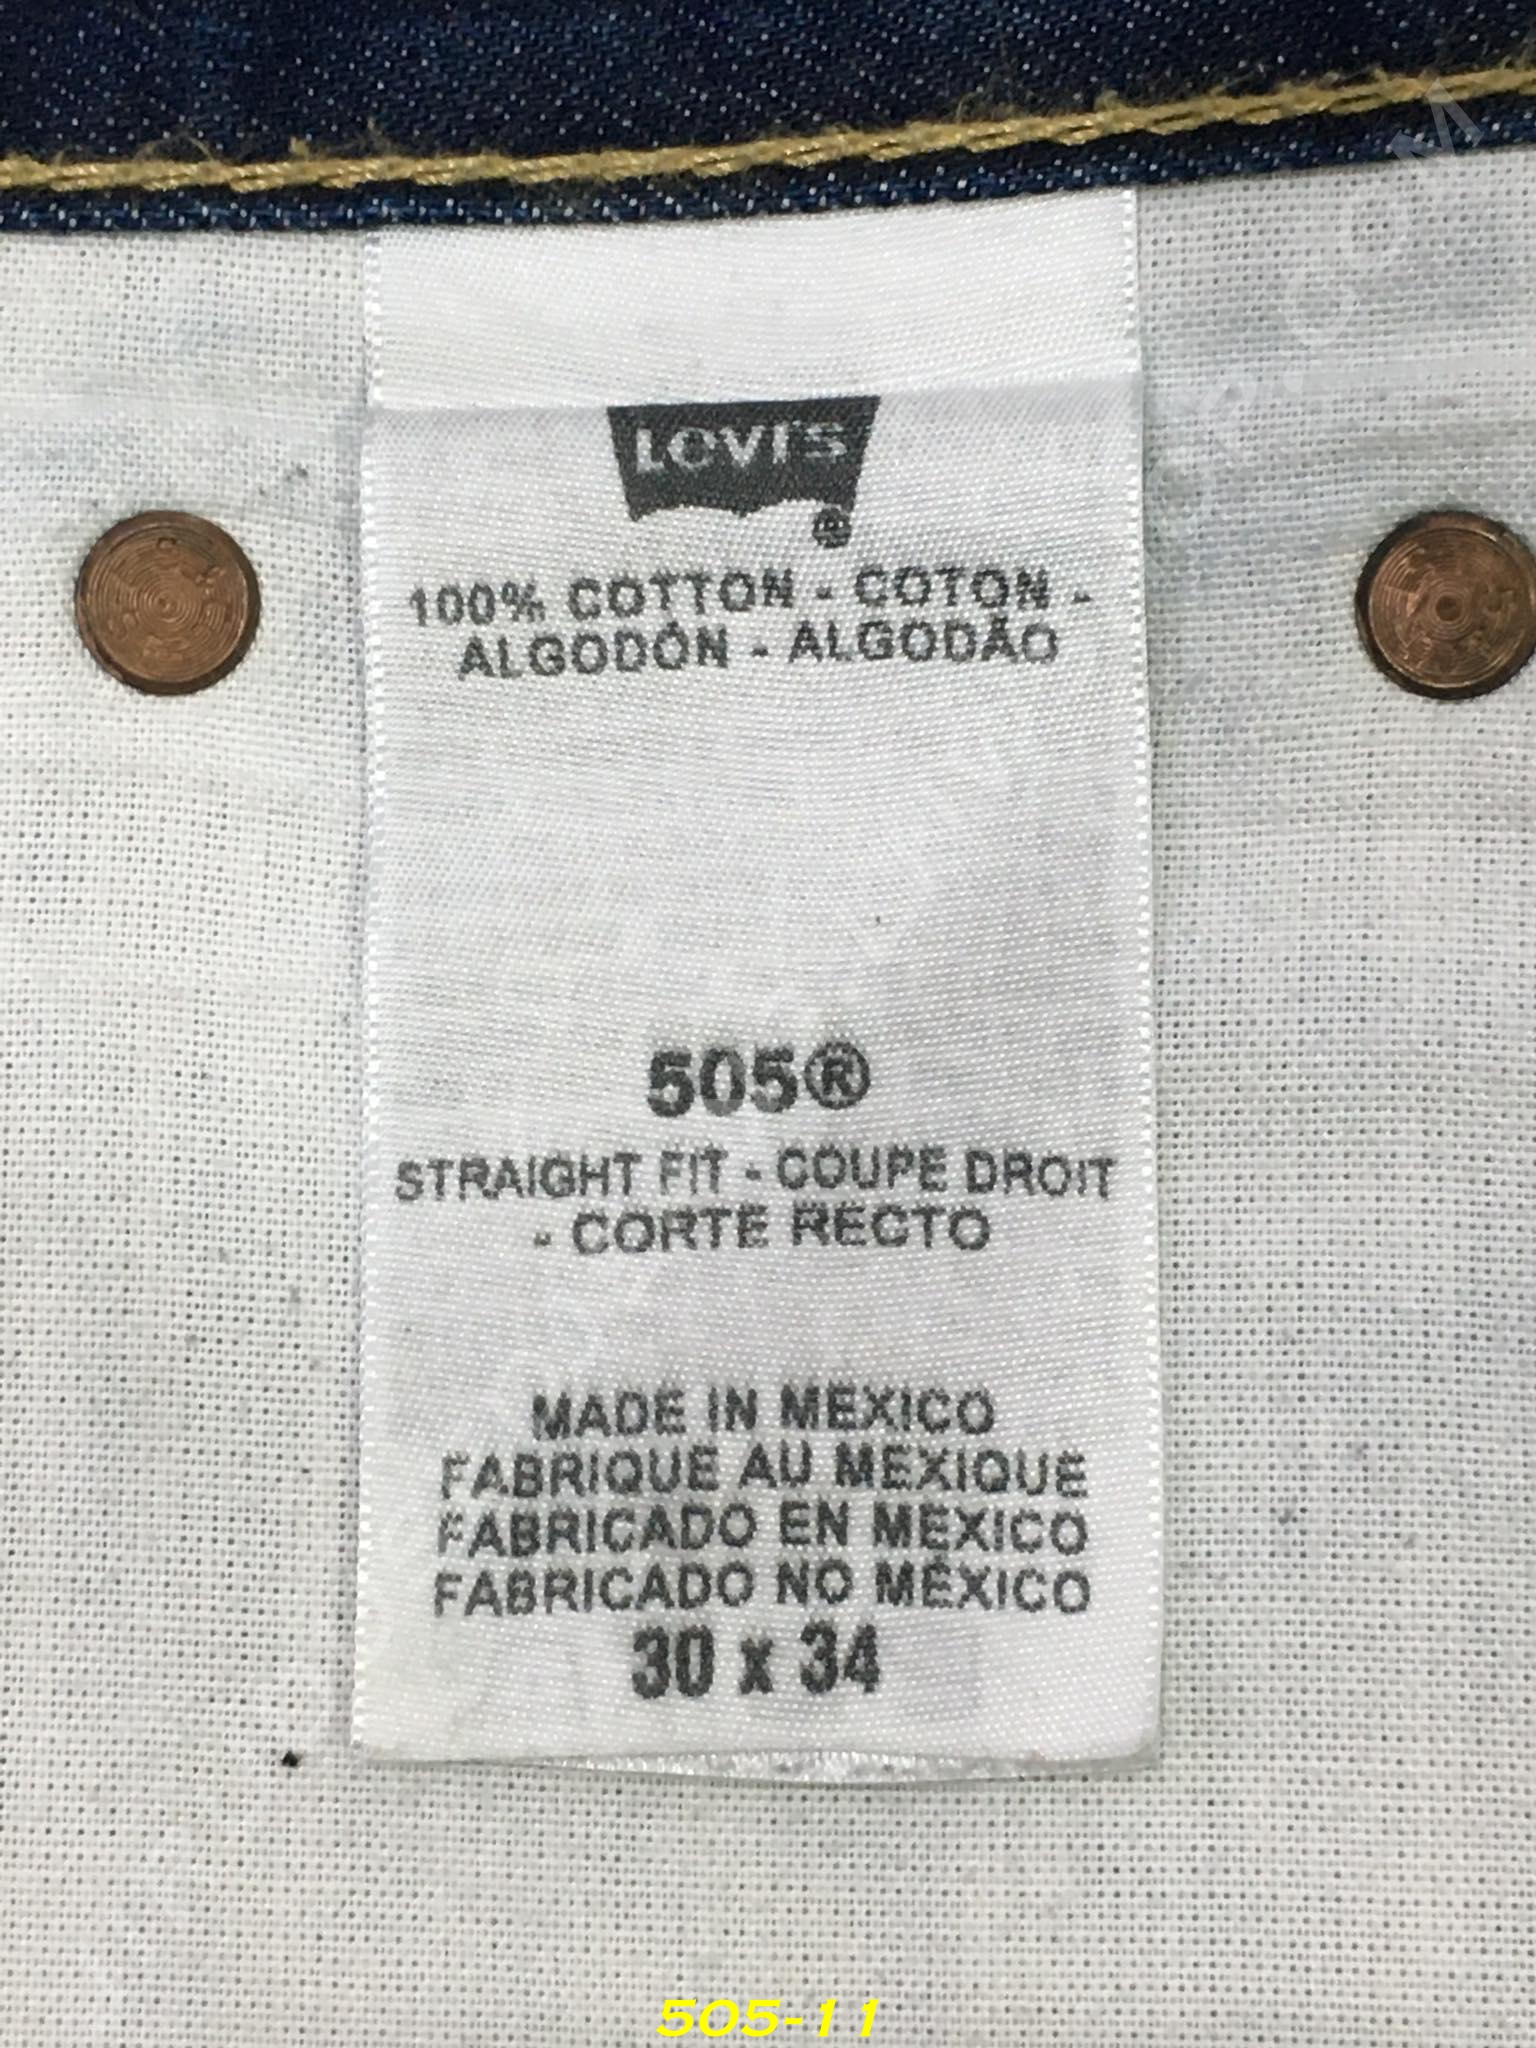 LEVI'S
®
100% COTTON - COTON -
ALGODÓN - ALGODÃO
505®
STRAIGHT FIT - COUPE DROIT
- CORTE RECTO
MADE IN MEXICO
FABRIQUE AU MEXIQUE
FABRICADO EN MEXICO
FABRICADO NO MÉXICO
30 x 34
505-11